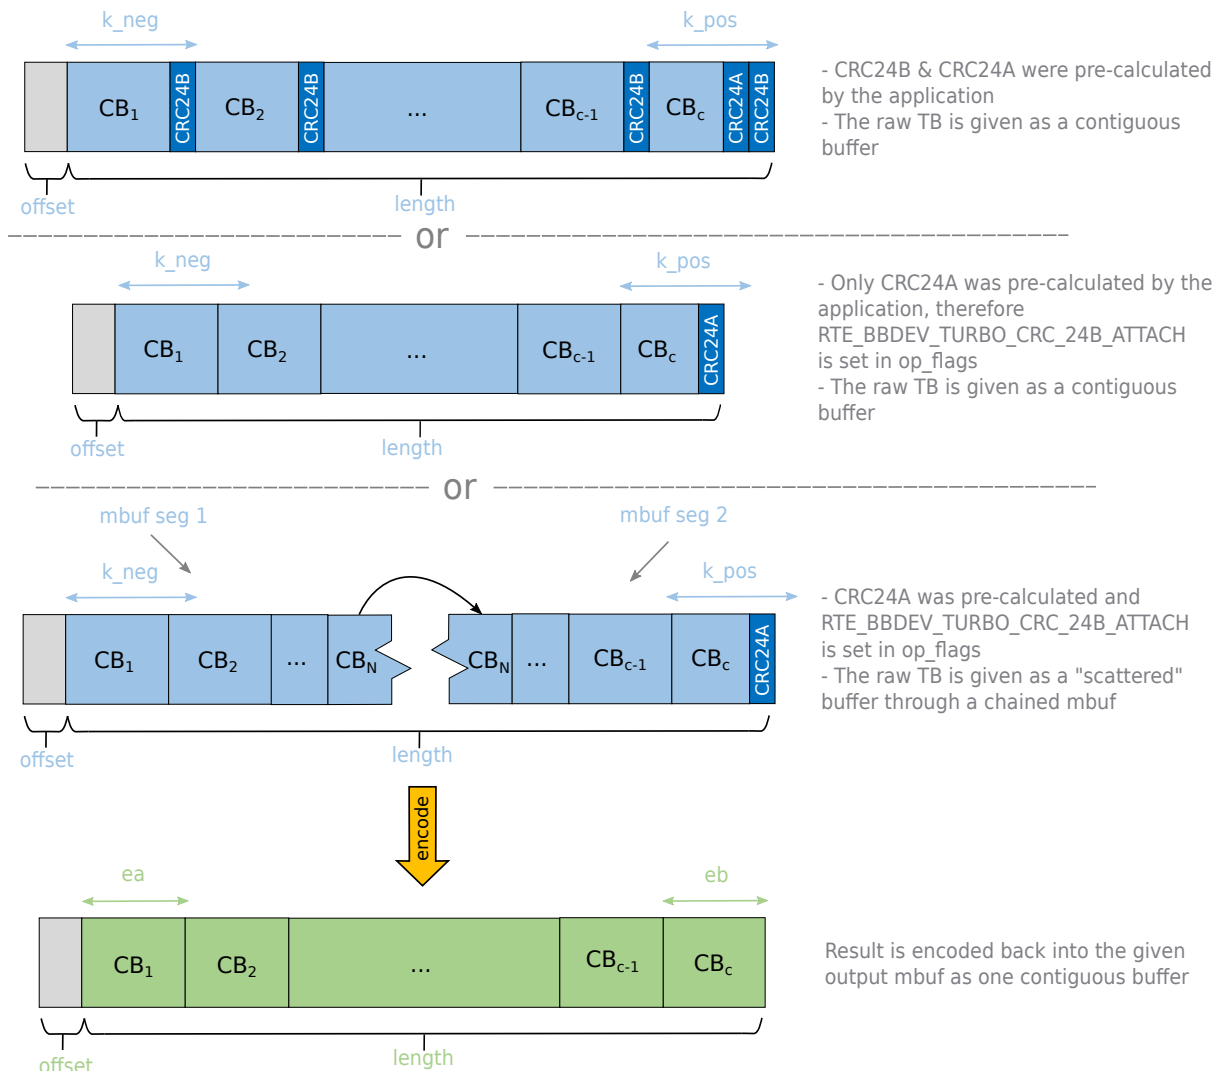 k_neg
k_pos
CB1 CRC24B CB2 CRC24B ... CBc-1 CRC24B CBc CRC24A CRC24B
- CRC24B & CRC24A were pre-calculated
by the application
- The raw TB is given as a contiguous
buffer
offset
length
or
k_neg
k_pos
CB1 CB2 ... CBc-1 CBc CRC24A
- Only CRC24A was pre-calculated by the
application, therefore
RTE_BBDEV_TURBO_CRC_24B_ATTACH
is set in op_flags
- The raw TB is given as a contiguous
buffer
offset
length
or
mbuf seg 1
mbuf seg 2
k_neg
k_pos
CB1 CB2 ... CBN CBN ... CBc-1 CBc CRC24A
- CRC24A was pre-calculated and
RTE_BBDEV_TURBO_CRC_24B_ATTACH
is set in op_flags
- The raw TB is given as a "scattered"
buffer through a chained mbuf
offset
length
encode
ea
eb
CB1 CB2 ... CBc-1 CBc
Result is encoded back into the given
output mbuf as one contiguous buffer
offset
length